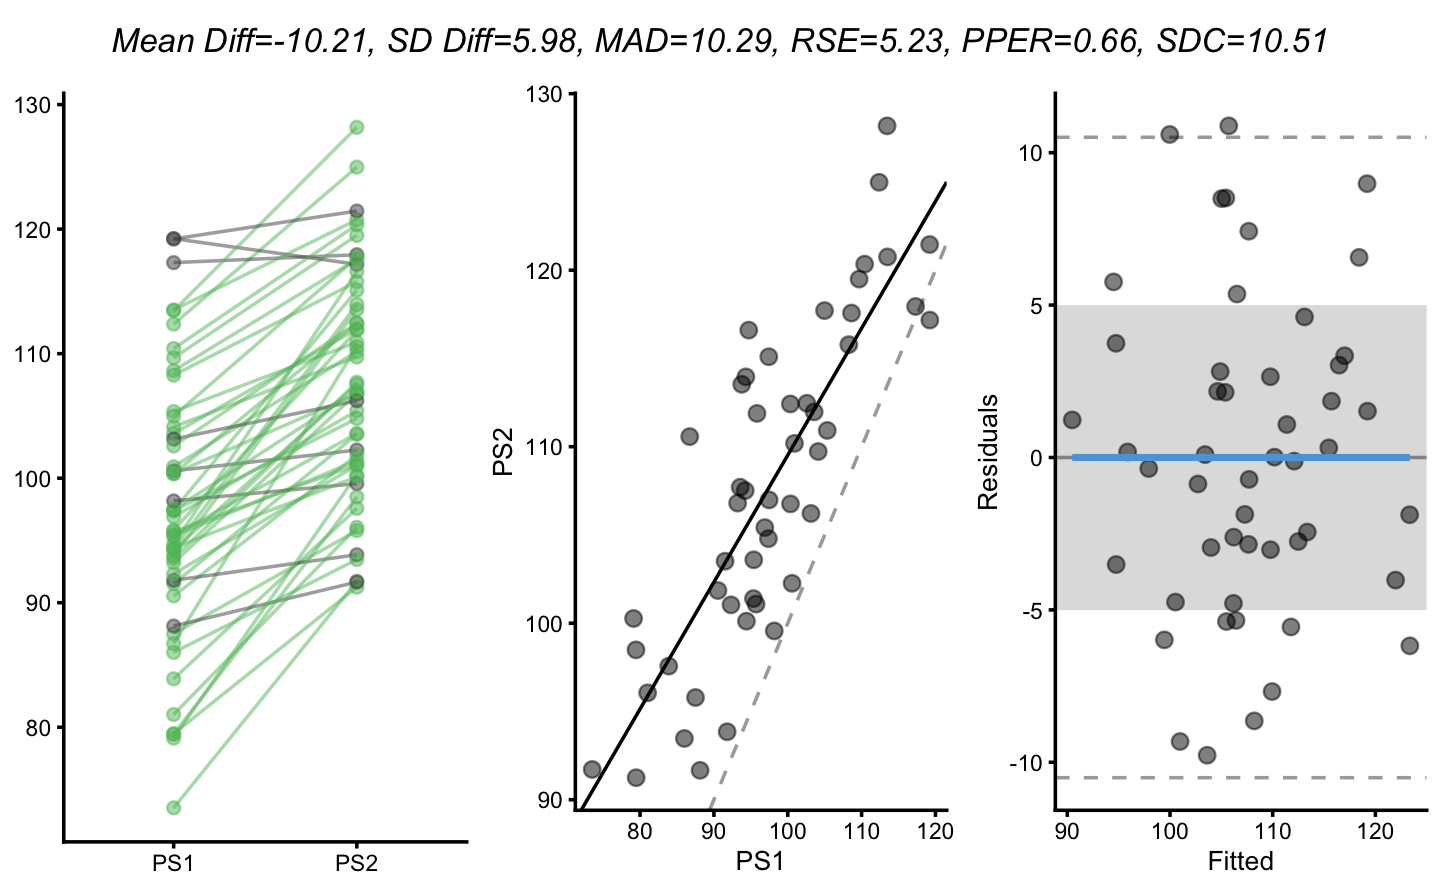 Mean Diff=-10.21, SD Diff=5.98, MAD=10.29, RSE=5.23, PPER=0.66, SDC=10.51
130
120
110
100
90
80
PS1 PS2
PS2
130
120
110
100
90
80 90 100 110 120
PS1
Residuals
10
5
0
-5
-10
90 100 110 120
Fitted